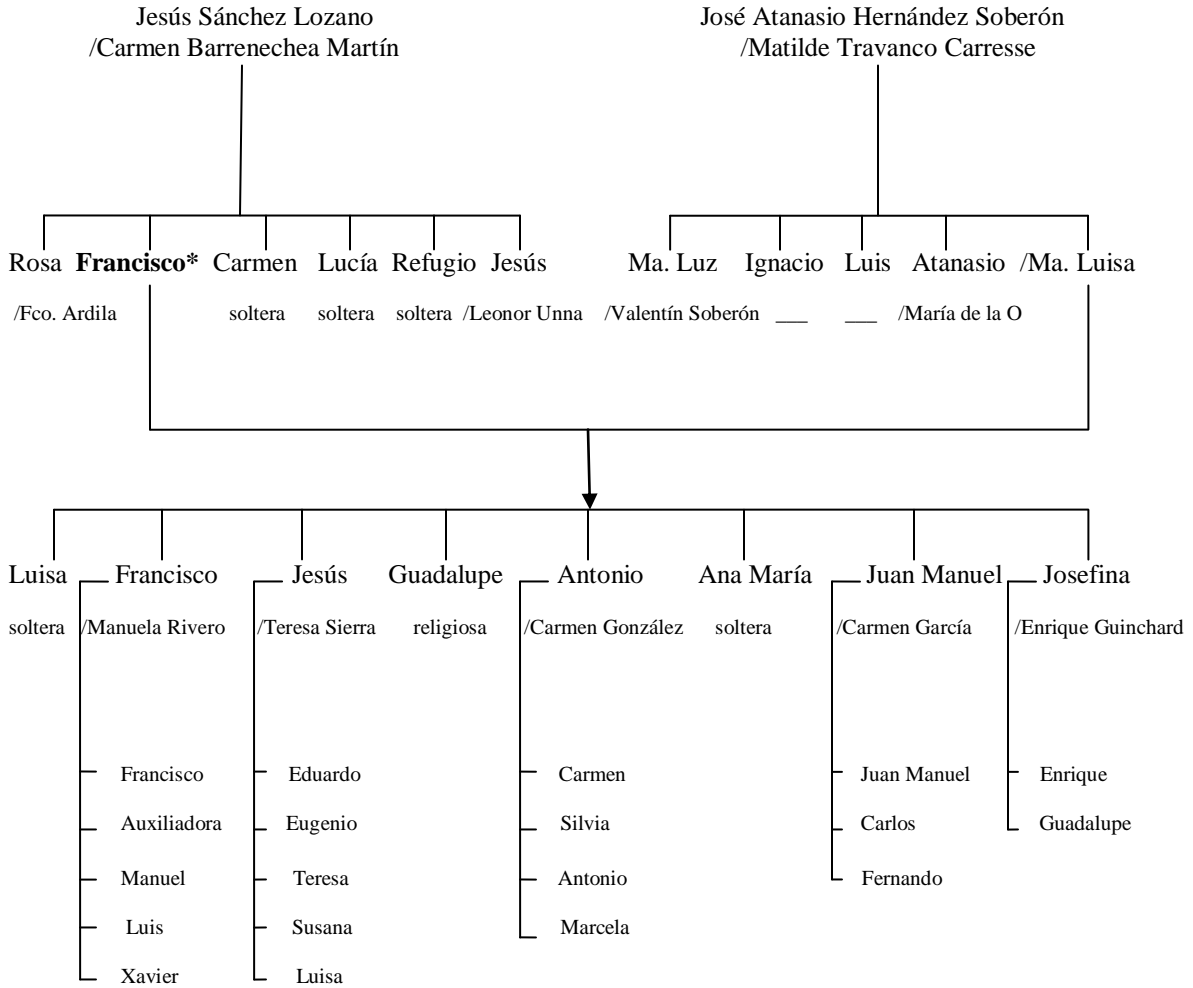 Jesús Sánchez Lozano
/Carmen Barrenechea Martín
José Atanasio Hernández Soberón
/Matilde Travanco Carresse
Rosa Francisco* Carmen Lucía Refugio Jesús Ma. Luz Ignacio Luis Atanasio /Ma. Luisa
/Fco. Ardila soltera soltera soltera /Leonor Unna /Valentín Soberón ___ ___ /María de la O
Luisa Francisco Jesús Guadalupe Antonio Ana María Juan Manuel Josefina
soltera /Manuela Rivero /Teresa Sierra religiosa /Carmen González soltera /Carmen García /Enrique Guinchard
Francisco Eduardo Carmen Juan Manuel Enrique
Auxiliadora Eugenio Silvia Carlos Guadalupe
Manuel Teresa Antonio Fernando
Luis Susana Marcela
Xavier Luisa